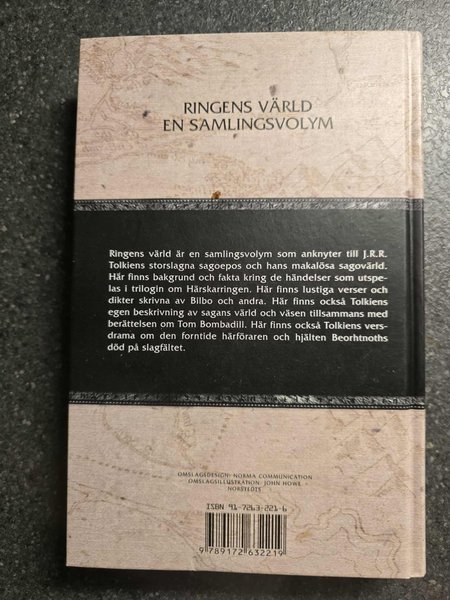 RINGENS VÄRLD
EN SAMLINGSVOLYM
Ringens värld är en samlingsvolym som anknyter till J.R.R.
Tolkiens storslagna sagoepos och hans makalösa sagovärld.
Här finns bakgrund och fakta kring de händelser som utspe-
las i trilogin om Härskarringen. Här finns lustiga verser och
dikter skrivna av Bilbo och andra. Här finns också Tolkiens
egen beskrivning av sagans värld och väsen tillsammans med
berättelsen om Tom Bombadill. Här finns också Tolkiens vers-
drama om den forntide härföraren och hjälten Beorhtnoths
död på slagfältet.
OMSLAGSDESIGN: NORMA COMMUNICATION
OMSLAGSILLUSTRATION: JOHN HOWE
NORSTEDTS
ISBN 91-7263-221-6
9 789172 632219